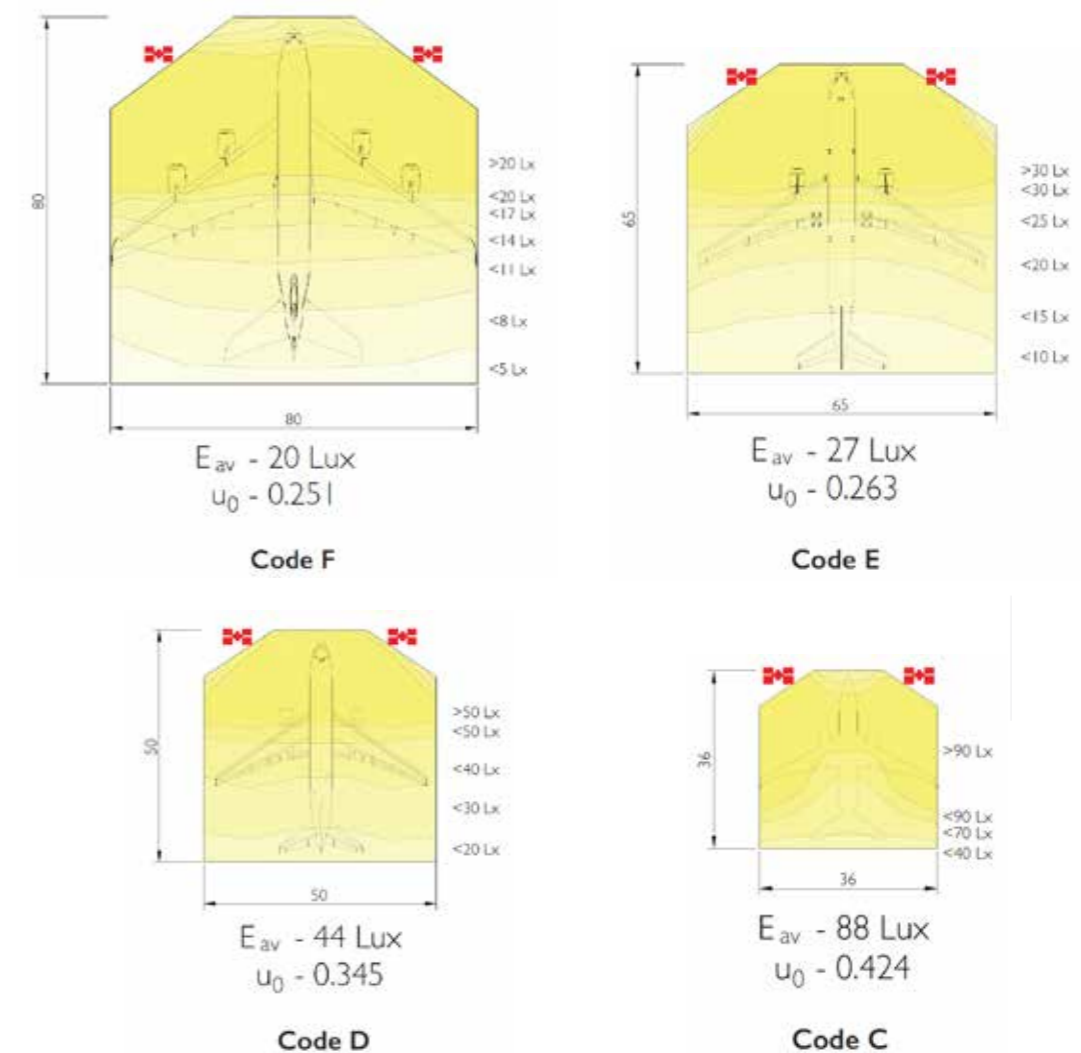 80
>20 Lx
<20 Lx
<17 Lx
<14 Lx
<11 Lx
<8 Lx
<5 Lx
80
E av - 20 Lux
u0 - 0.251
Code F
65
>30 Lx
<30 Lx
<25 Lx
<20 Lx
<15 Lx
<10 Lx
65
E av - 27 Lux
u0 - 0.263
Code E
50
>50 Lx
<50 Lx
<40 Lx
<30 Lx
<20 Lx
50
E av - 44 Lux
u0 - 0.345
Code D
36
>90 Lx
<90 Lx
<70 Lx
<40 Lx
36
E av - 88 Lux
u0 - 0.424
Code C